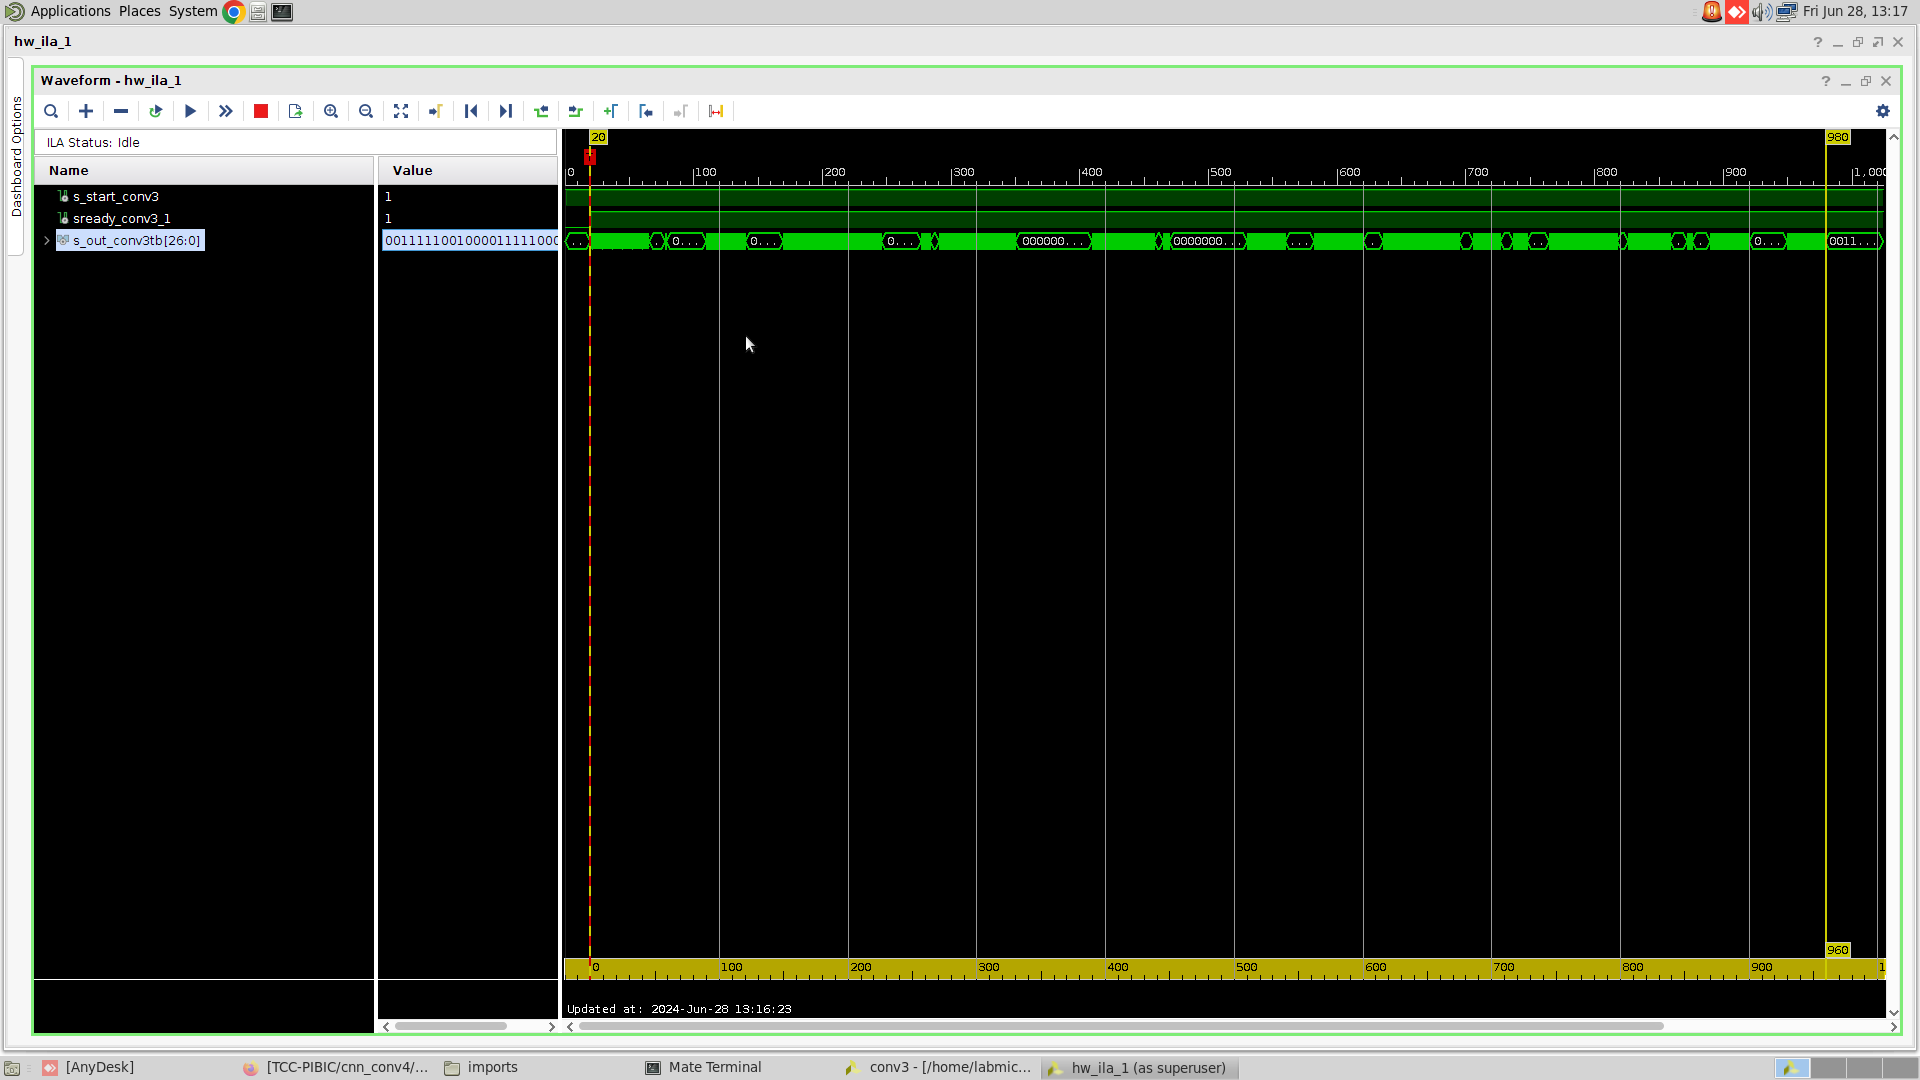 Applications Places System Fri Jun 28, 13:17
hw_ila_1
Dashboard Options
Waveform - hw_ila_1
ILA Status: Idle
Name Value
s_start_conv3 1
sready_conv3_1 1
s_out_conv3tb[26:0] 0011111001000011111000
20 980
0 100 200 300 400 500 600 700 800 900 1,000
.. . 0... 0... 0... 000000... 0000000... ... . .. . . 0... 0011...
960
0 100 200 300 400 500 600 700 800 900 1
Updated at: 2024-Jun-28 13:16:23
[AnyDesk] [TCC-PIBIC/cnn_conv4/... imports Mate Terminal conv3 - [/home/labmic... hw_ila_1 (as superuser)